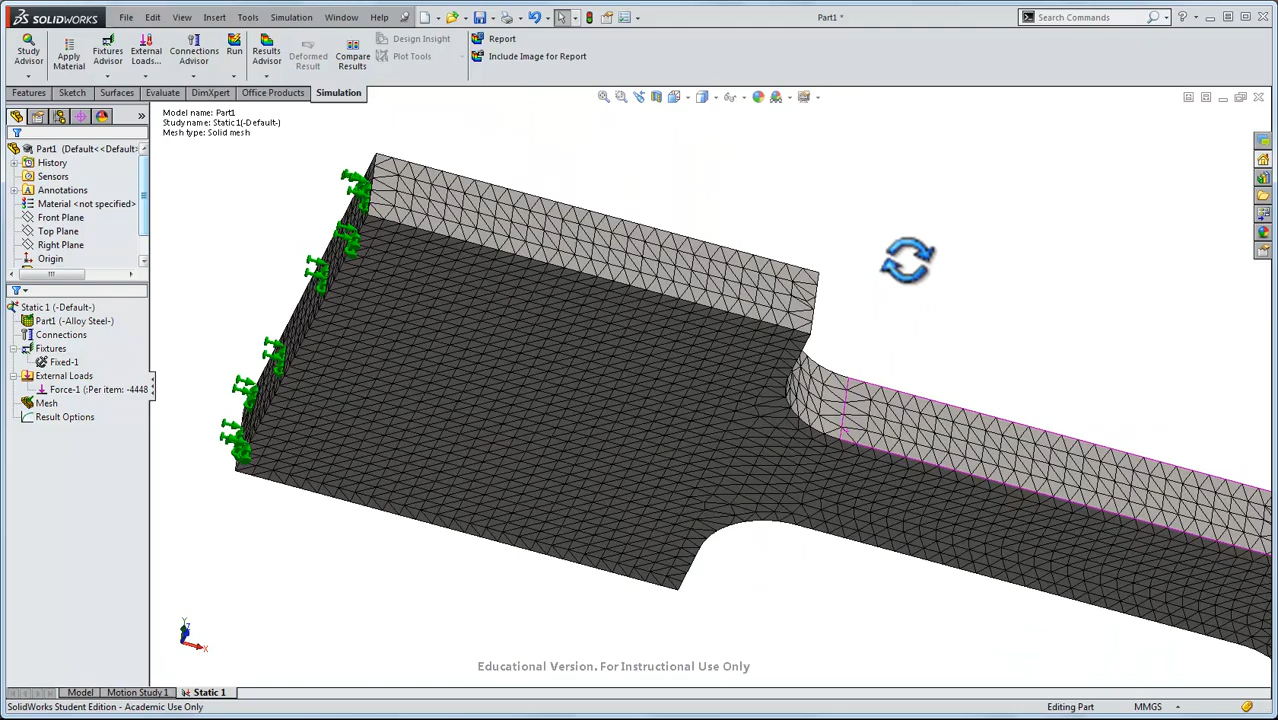 SOLIDWORKS File Edit View Insert Tools Simulation Window Help Part1 * Search Commands
Study Advisor
Apply Material
Fixtures Advisor
External Loads...
Connections Advisor
Run
Results Advisor
Deformed Result
Compare Results
Design Insight
Plot Tools
Report
Include Image for Report
Features Sketch Surfaces Evaluate DimXpert Office Products Simulation
Model name: Part1
Study name: Static 1(-Default-)
Mesh type: Solid mesh
Part1 (Default<<Default>
History
Sensors
Annotations
Material <not specified>
Front Plane
Top Plane
Right Plane
Origin
Static 1 (-Default-)
Part1 (-Alloy Steel-)
Connections
Fixtures
Fixed-1
External Loads
Force-1 (:Per item: -4448
Mesh
Result Options
Y
Z
X
Educational Version. For Instructional Use Only
Model Motion Study 1 Static 1
SolidWorks Student Edition - Academic Use Only Editing Part MMGS